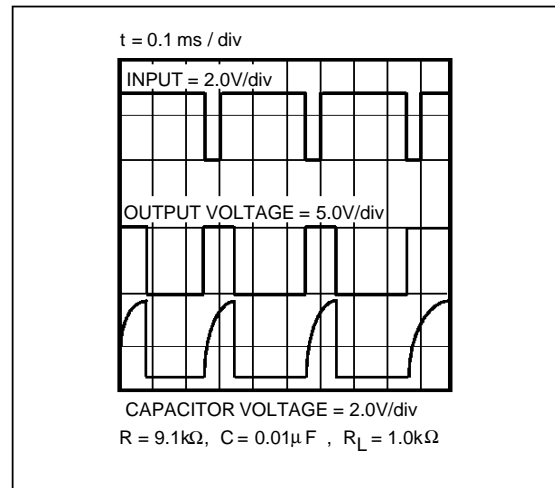 t = 0.1 ms / div
INPUT = 2.0V/div
OUTPUT VOLTAGE = 5.0V/div
CAPACITOR VOLTAGE = 2.0V/div
R = 9.1kΩ, C = 0.01µF , RL = 1.0kΩ